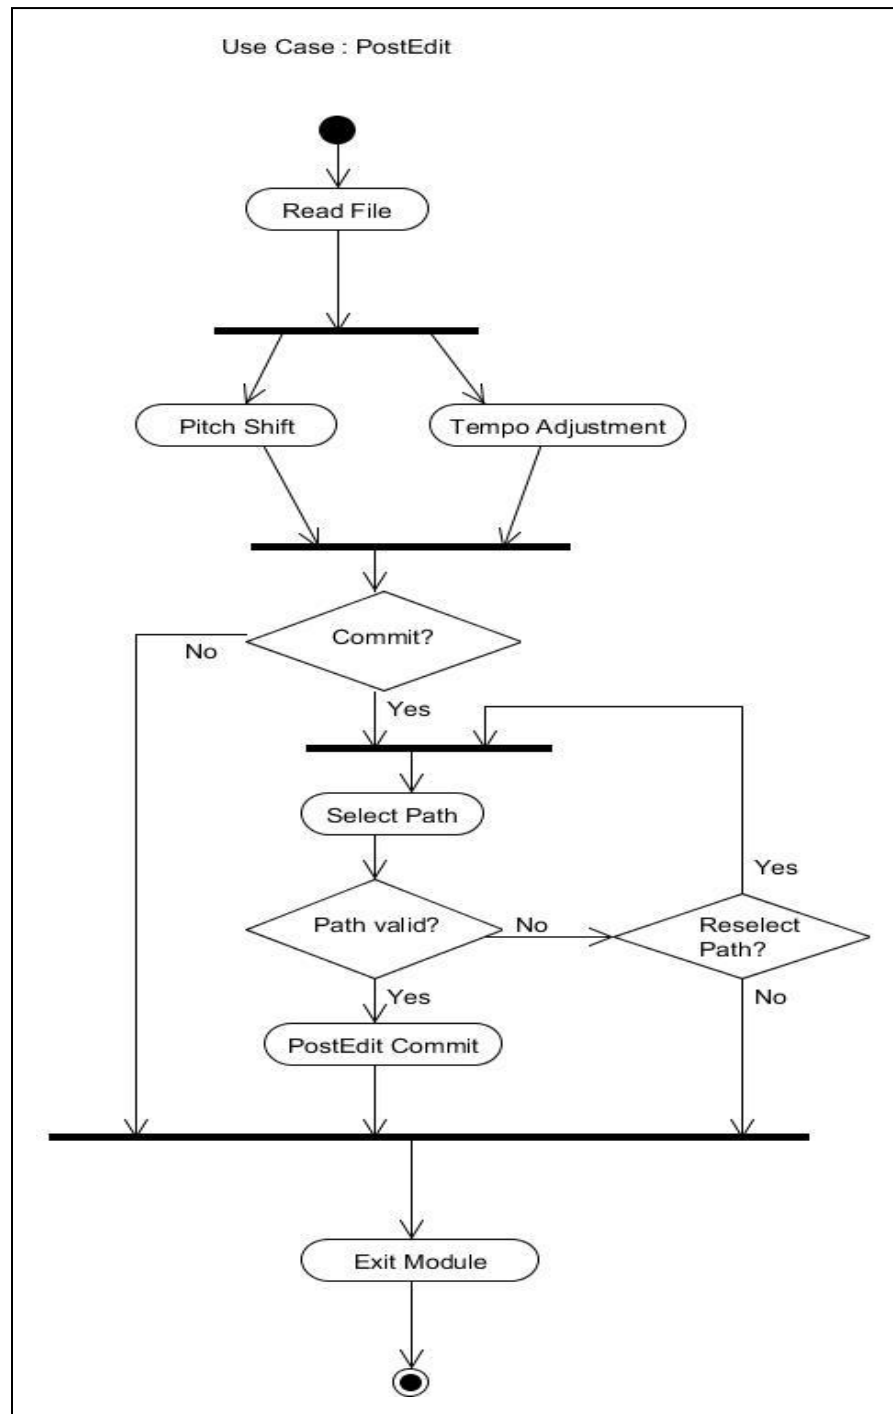 Use Case : PostEdit
Read File
Pitch Shift
Tempo Adjustment
Commit?
No
Yes
Select Path
Yes
Path valid?
No
Reselect
Path?
Yes
No
PostEdit Commit
Exit Module